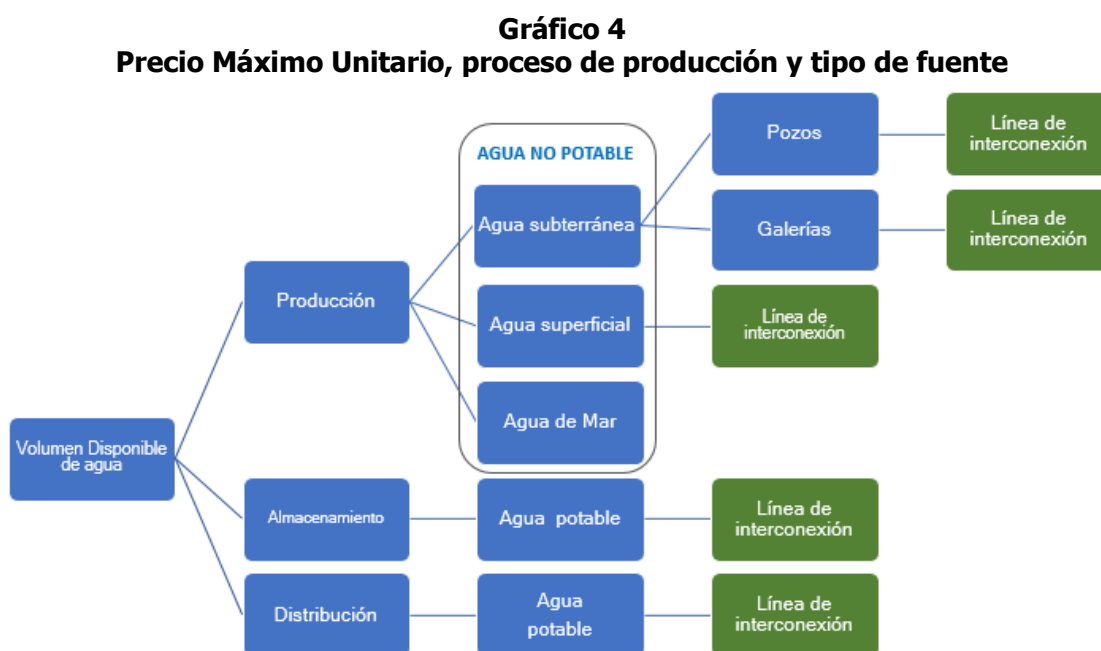 Gráfico 4
Precio Máximo Unitario, proceso de producción y tipo de fuente
AGUA NO POTABLE
Pozos
Línea de
interconexión
Agua subterránea
Galerías
Línea de
interconexión
Producción
Agua superficial
Línea de
interconexión
Agua de Mar
Volumen Disponible
de agua
Almacenamiento
Agua potable
Línea de
interconexión
Distribución
Agua
potable
Línea de
interconexión